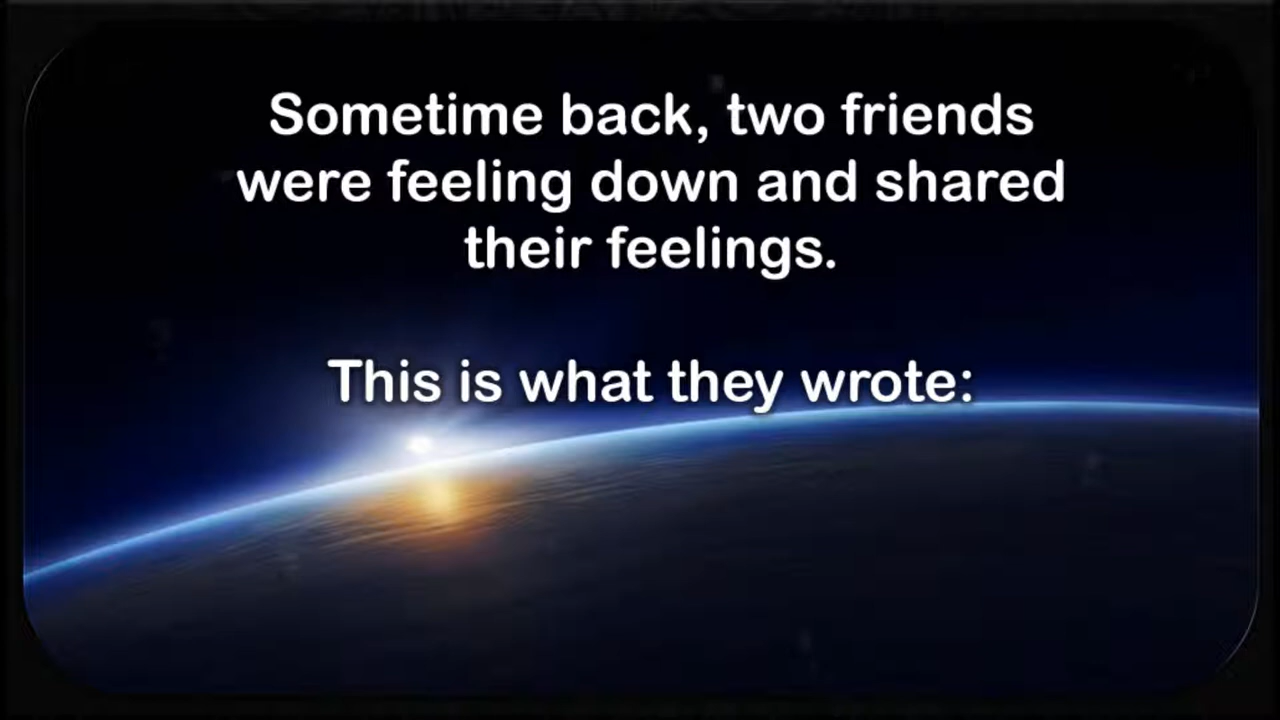 Sometime back, two friends
were feeling down and shared
their feelings.
This is what they wrote: